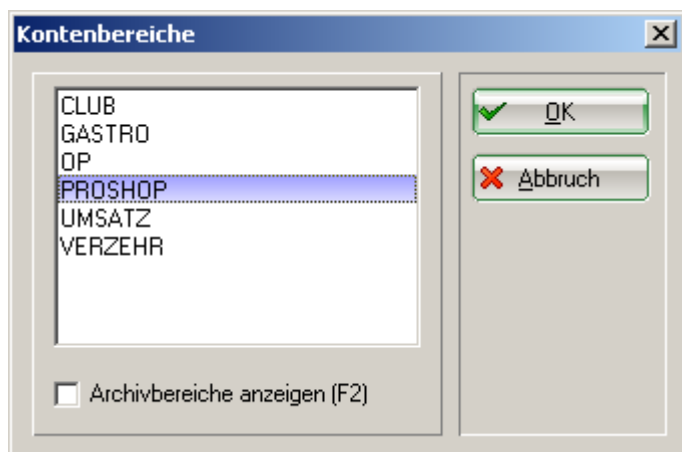 Kontenbereiche
CLUB
GASTRO
OP
PROSHOP
UMSATZ
VERZEHR
Archivbereiche anzeigen (F2)
OK
Abbruch